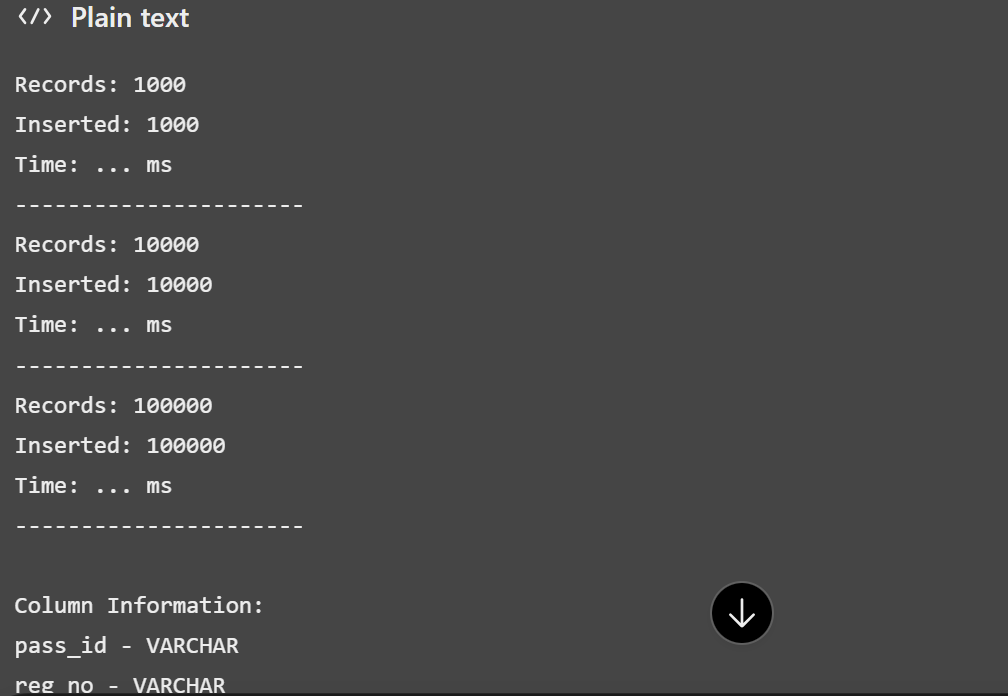 </> Plain text
Records: 1000
Inserted: 1000
Time: ... ms
----------------------
Records: 10000
Inserted: 10000
Time: ... ms
----------------------
Records: 100000
Inserted: 100000
Time: ... ms
----------------------
Column Information:
pass_id - VARCHAR
reg_no - VARCHAR